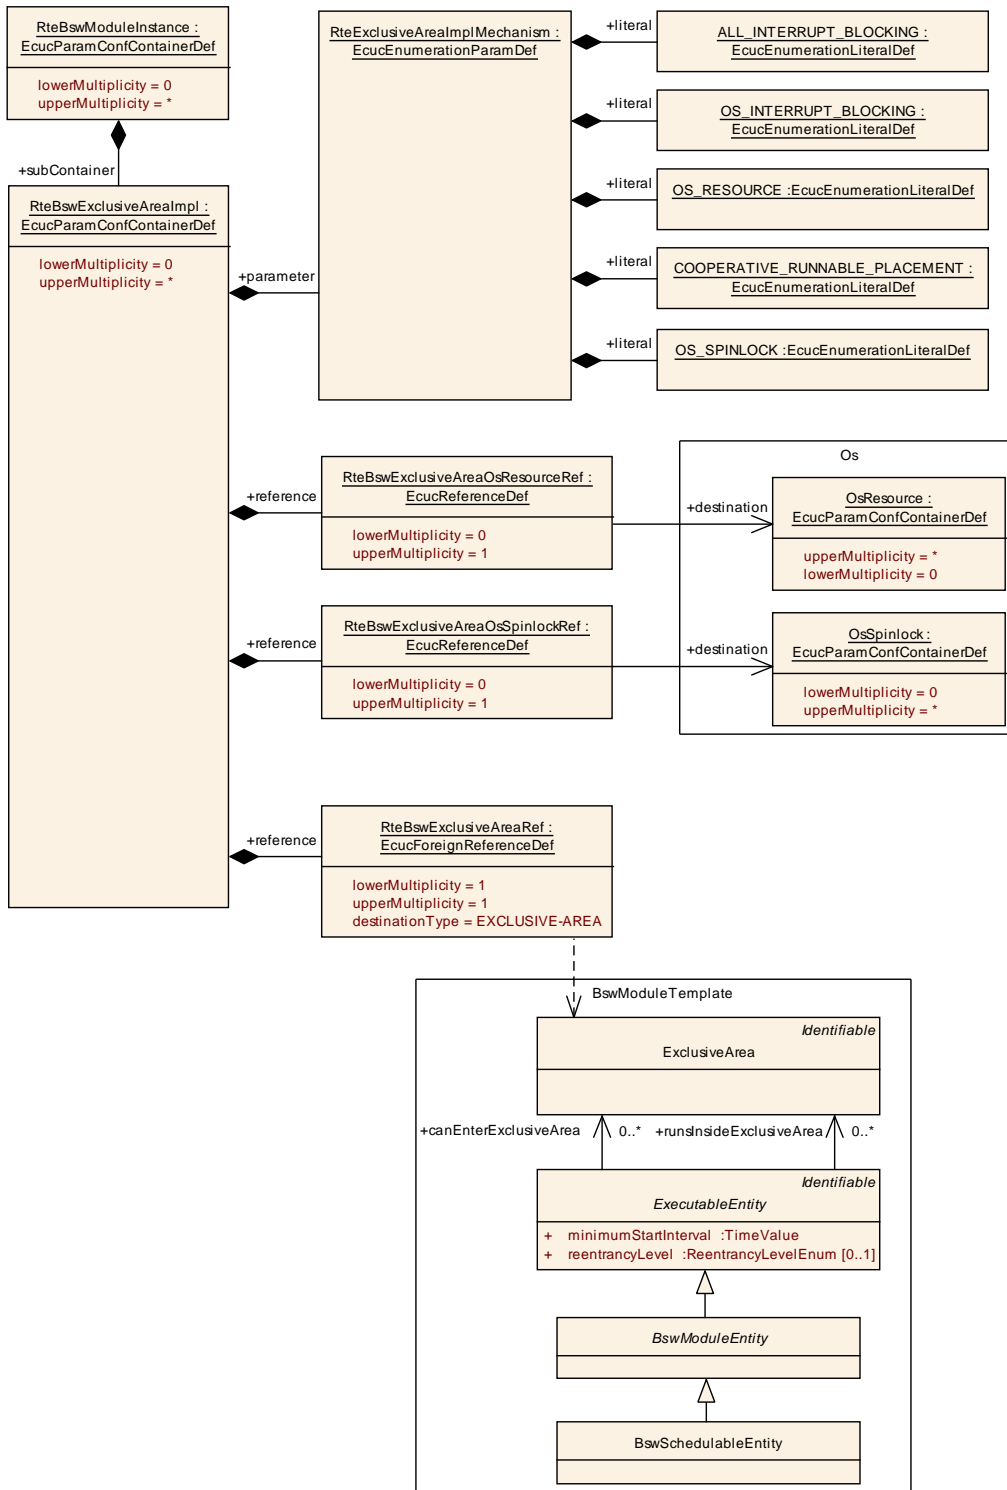 RteBswModuleInstance :
EcucParamConfContainerDef
lowerMultiplicity = 0
upperMultiplicity = *
+subContainer
RteBswExclusiveAreaImpl :
EcucParamConfContainerDef
lowerMultiplicity = 0
upperMultiplicity = *
+parameter
RteExclusiveAreaImplMechanism :
EcucEnumerationParamDef
+literal
ALL_INTERRUPT_BLOCKING :
EcucEnumerationLiteralDef
+literal
OS_INTERRUPT_BLOCKING :
EcucEnumerationLiteralDef
+literal
OS_RESOURCE :EcucEnumerationLiteralDef
+literal
COOPERATIVE_RUNNABLE_PLACEMENT :
EcucEnumerationLiteralDef
+literal
OS_SPINLOCK :EcucEnumerationLiteralDef
+reference
RteBswExclusiveAreaOsResourceRef :
EcucReferenceDef
lowerMultiplicity = 0
upperMultiplicity = 1
Os
+destination
OsResource :
EcucParamConfContainerDef
upperMultiplicity = *
lowerMultiplicity = 0
+reference
RteBswExclusiveAreaOsSpinlockRef :
EcucReferenceDef
lowerMultiplicity = 0
upperMultiplicity = 1
+destination
OsSpinlock :
EcucParamConfContainerDef
lowerMultiplicity = 0
upperMultiplicity = *
+reference
RteBswExclusiveAreaRef :
EcucForeignReferenceDef
lowerMultiplicity = 1
upperMultiplicity = 1
destinationType = EXCLUSIVE-AREA
BswModuleTemplate
Identifiable
ExclusiveArea
+canEnterExclusiveArea
0..*
+runsInsideExclusiveArea
0..*
Identifiable
ExecutableEntity
+ minimumStartInterval :TimeValue
+ reentrancyLevel :ReentrancyLevelEnum [0..1]
BswModuleEntity
BswSchedulableEntity